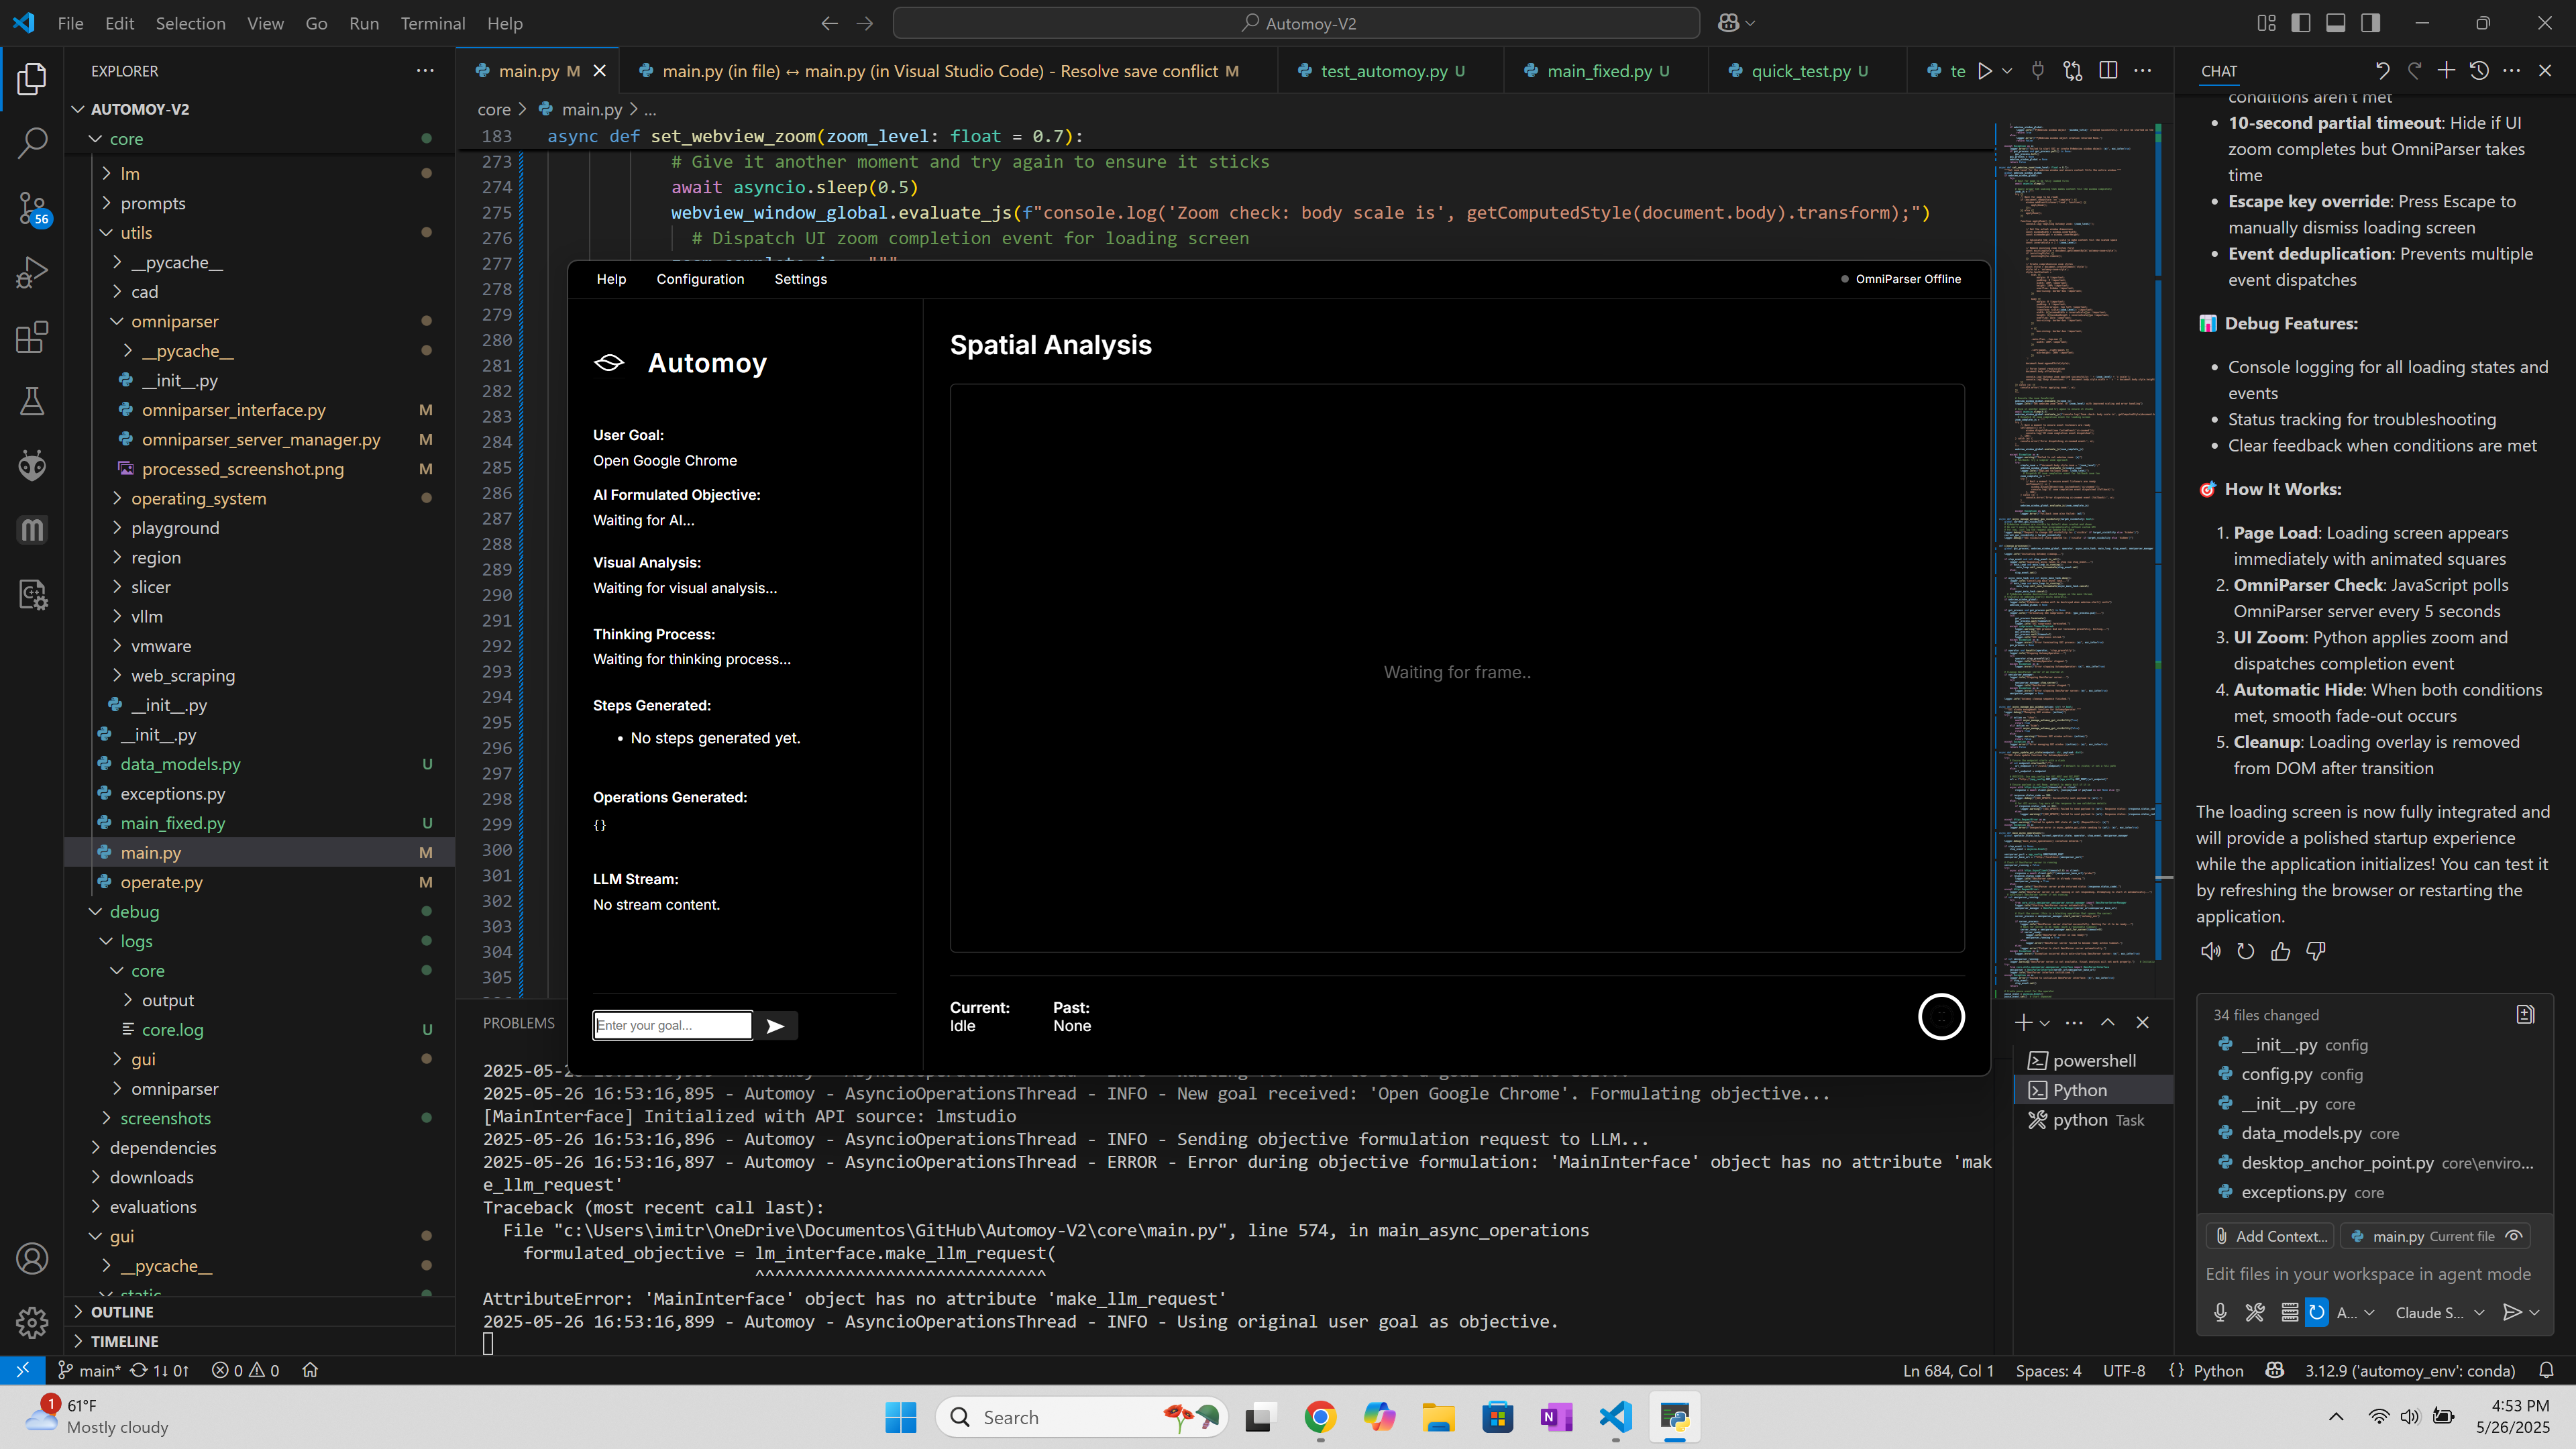 File Edit Selection View Go Run Terminal Help
Automoy-V2
EXPLORER
AUTOMOY-V2
core
lm
prompts
utils
__pycache__
cad
omniparser
__pycache__
__init__.py
omniparser_interface.py M
omniparser_server_manager.py M
processed_screenshot.png M
operating_system
playground
region
slicer
vllm
vmware
web_scraping
__init__.py
__init__.py
data_models.py U
exceptions.py
main_fixed.py U
main.py M
operate.py M
debug
logs
core
output
core.log U
gui
omniparser
screenshots
dependencies
downloads
evaluations
gui
__pycache__
static
OUTLINE
TIMELINE
56
main.py M
main.py (in file) ↔ main.py (in Visual Studio Code) - Resolve save conflict M
test_automoy.py U
main_fixed.py U
quick_test.py U
te
core > main.py > ...
183 async def set_webview_zoom(zoom_level: float = 0.7):
273 # Give it another moment and try again to ensure it sticks
274 await asyncio.sleep(0.5)
275 webview_window_global.evaluate_js(f"console.log('Zoom check: body scale is', getComputedStyle(document.body).transform);")
276 # Dispatch UI zoom completion event for loading screen
277
278
279
280
281
282
283
284
285
286
287
288
289
290
291
292
293
294
295
296
297
298
299
300
301
302
303
304
305
Help Configuration Settings
OmniParser Offline
Automoy
User Goal:
Open Google Chrome
AI Formulated Objective:
Waiting for AI...
Visual Analysis:
Waiting for visual analysis...
Thinking Process:
Waiting for thinking process...
Steps Generated:
• No steps generated yet.
Operations Generated:
{}
LLM Stream:
No stream content.
Enter your goal...
Spatial Analysis
Waiting for frame..
Current:
Idle
Past:
None
PROBLEMS
2025-05-26
2025-05-26 16:53:16,895 - Automoy - AsyncioOperationsThread - INFO - New goal received: 'Open Google Chrome'. Formulating objective...
[MainInterface] Initialized with API source: lmstudio
2025-05-26 16:53:16,896 - Automoy - AsyncioOperationsThread - INFO - Sending objective formulation request to LLM...
2025-05-26 16:53:16,897 - Automoy - AsyncioOperationsThread - ERROR - Error during objective formulation: 'MainInterface' object has no attribute 'mak
e_llm_request'
Traceback (most recent call last):
File "c:\Users\imitr\OneDrive\Documentos\GitHub\Automoy-V2\core\main.py", line 574, in main_async_operations
formulated_objective = lm_interface.make_llm_request(
^^^^^^^^^^^^^^^^^^^^^^^^^^^^^
AttributeError: 'MainInterface' object has no attribute 'make_llm_request'
2025-05-26 16:53:16,899 - Automoy - AsyncioOperationsThread - INFO - Using original user goal as objective.
powershell
Python
python Task
CHAT
conditions aren't met
• 10-second partial timeout: Hide if UI
zoom completes but OmniParser takes
time
• Escape key override: Press Escape to
manually dismiss loading screen
• Event deduplication: Prevents multiple
event dispatches
📊 Debug Features:
• Console logging for all loading states and
events
• Status tracking for troubleshooting
• Clear feedback when conditions are met
🎯 How It Works:
1. Page Load: Loading screen appears
immediately with animated squares
2. OmniParser Check: JavaScript polls
OmniParser server every 5 seconds
3. UI Zoom: Python applies zoom and
dispatches completion event
4. Automatic Hide: When both conditions
met, smooth fade-out occurs
5. Cleanup: Loading overlay is removed
from DOM after transition
The loading screen is now fully integrated and
will provide a polished startup experience
while the application initializes! You can test it
by refreshing the browser or restarting the
application.
34 files changed
__init__.py config
config.py config
__init__.py core
data_models.py core
desktop_anchor_point.py core\enviro...
exceptions.py core
Add Context... main.py Current file
Edit files in your workspace in agent mode
A... Claude S...
main* 1↓ 0↑ 0 0
Ln 684, Col 1 Spaces: 4 UTF-8 {} Python 3.12.9 ('automoy_env': conda)
1
61°F
Mostly cloudy
Search
4:53 PM
5/26/2025